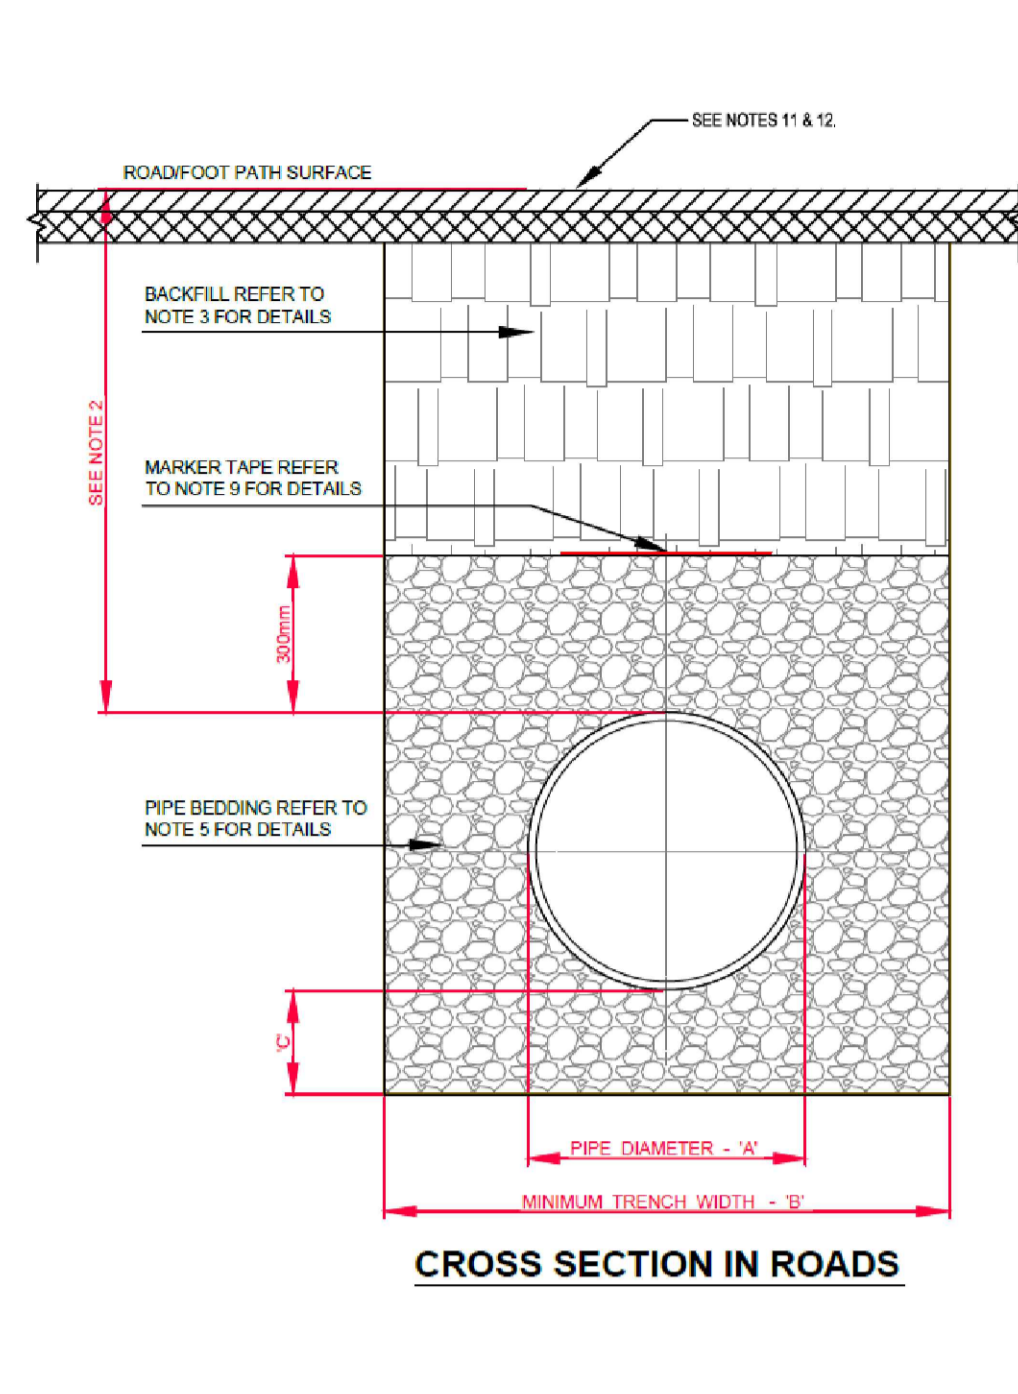 SEE NOTES 11 & 12.
ROAD/FOOT PATH SURFACE
BACKFILL REFER TO
NOTE 3 FOR DETAILS
SEE NOTE 2
MARKER TAPE REFER
TO NOTE 9 FOR DETAILS
300mm
PIPE BEDDING REFER TO
NOTE 5 FOR DETAILS
'C'
PIPE DIAMETER - 'A'
MINIMUM TRENCH WIDTH - 'B'
CROSS SECTION IN ROADS